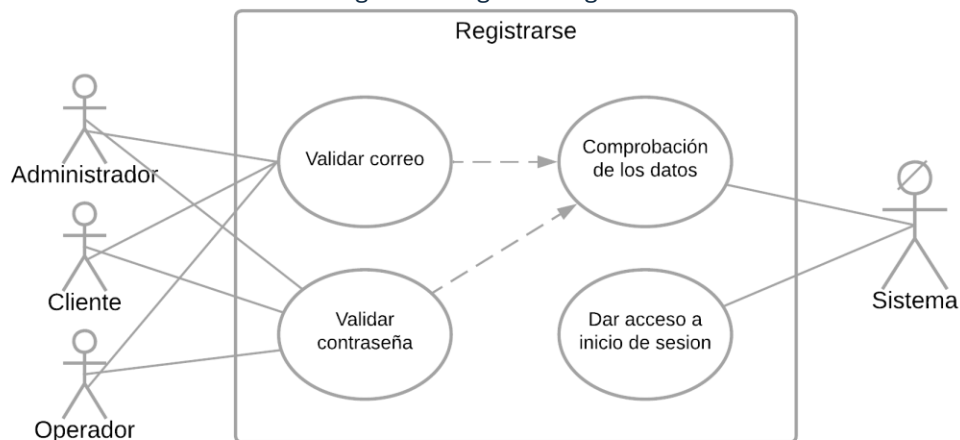 Registrarse
Administrador
Cliente
Operador
Validar correo
Validar
contraseña
Comprobación
de los datos
Dar acceso a
inicio de sesion
Sistema